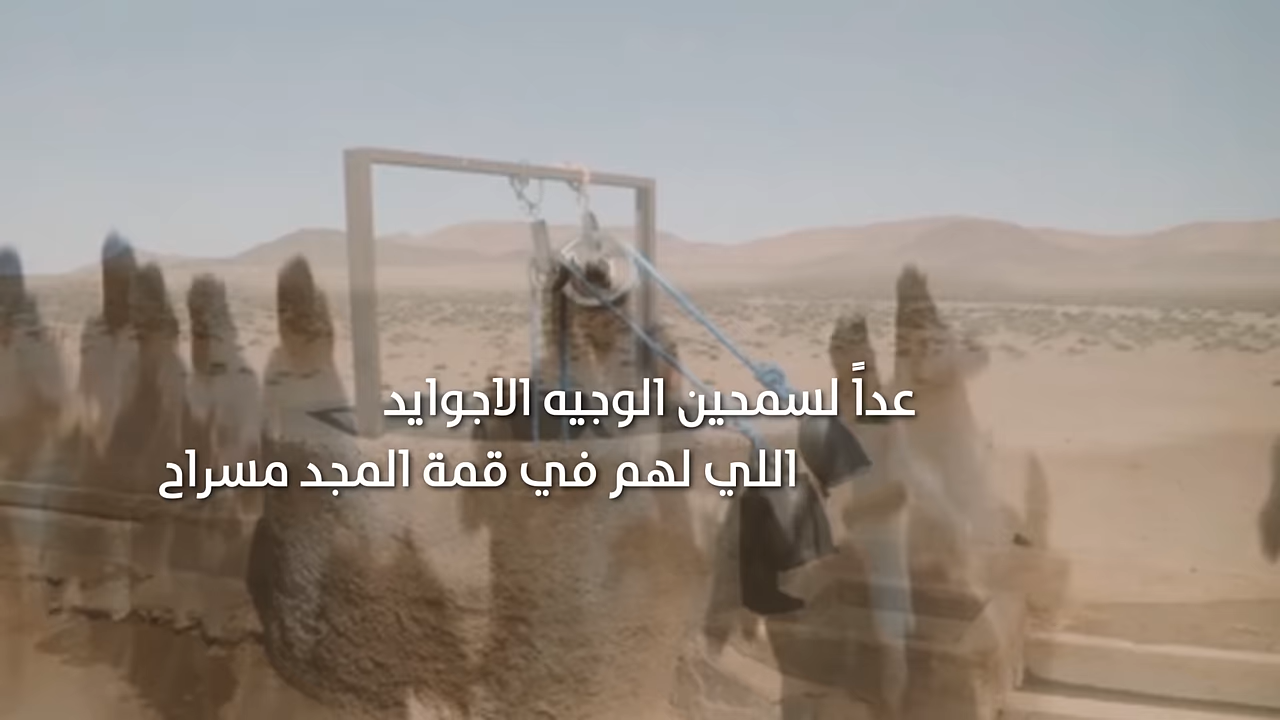 عداً لسمحين الوجيه الاجوايد
اللي لهم في قمة المجد مسراح